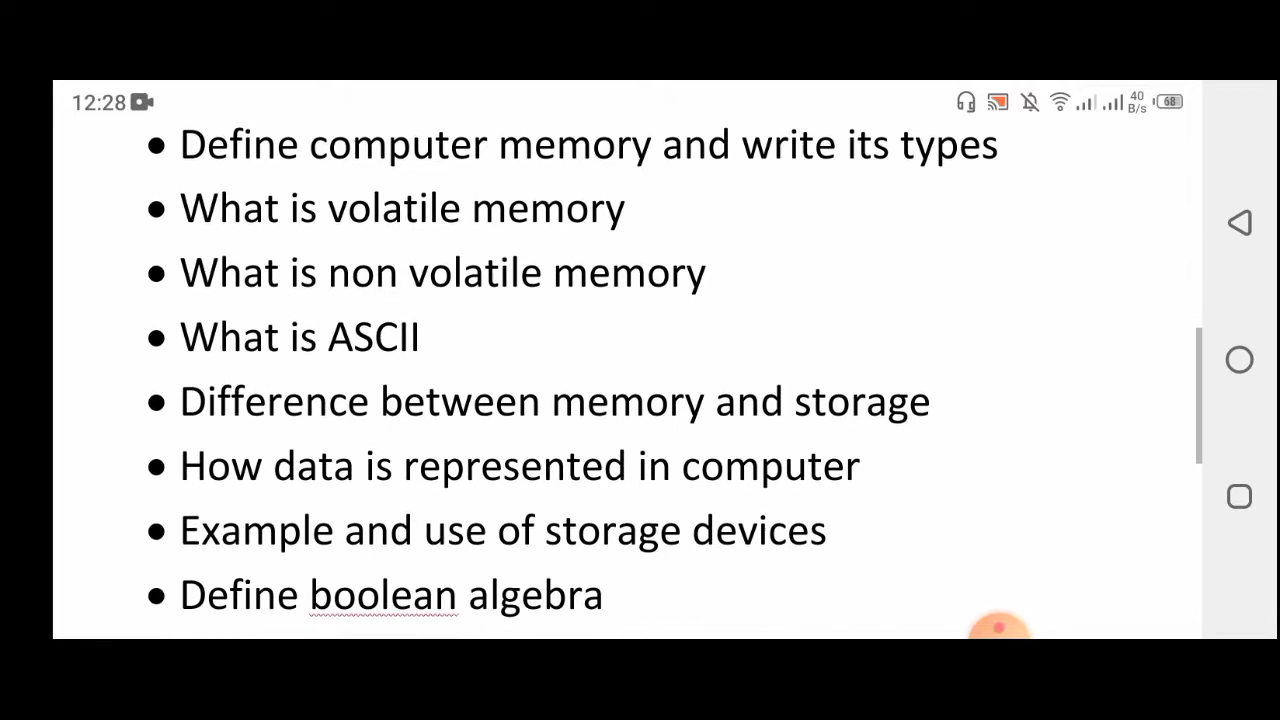 12:28
40
B/s
68
• Define computer memory and write its types
• What is volatile memory
• What is non volatile memory
• What is ASCII
• Difference between memory and storage
• How data is represented in computer
• Example and use of storage devices
• Define boolean algebra